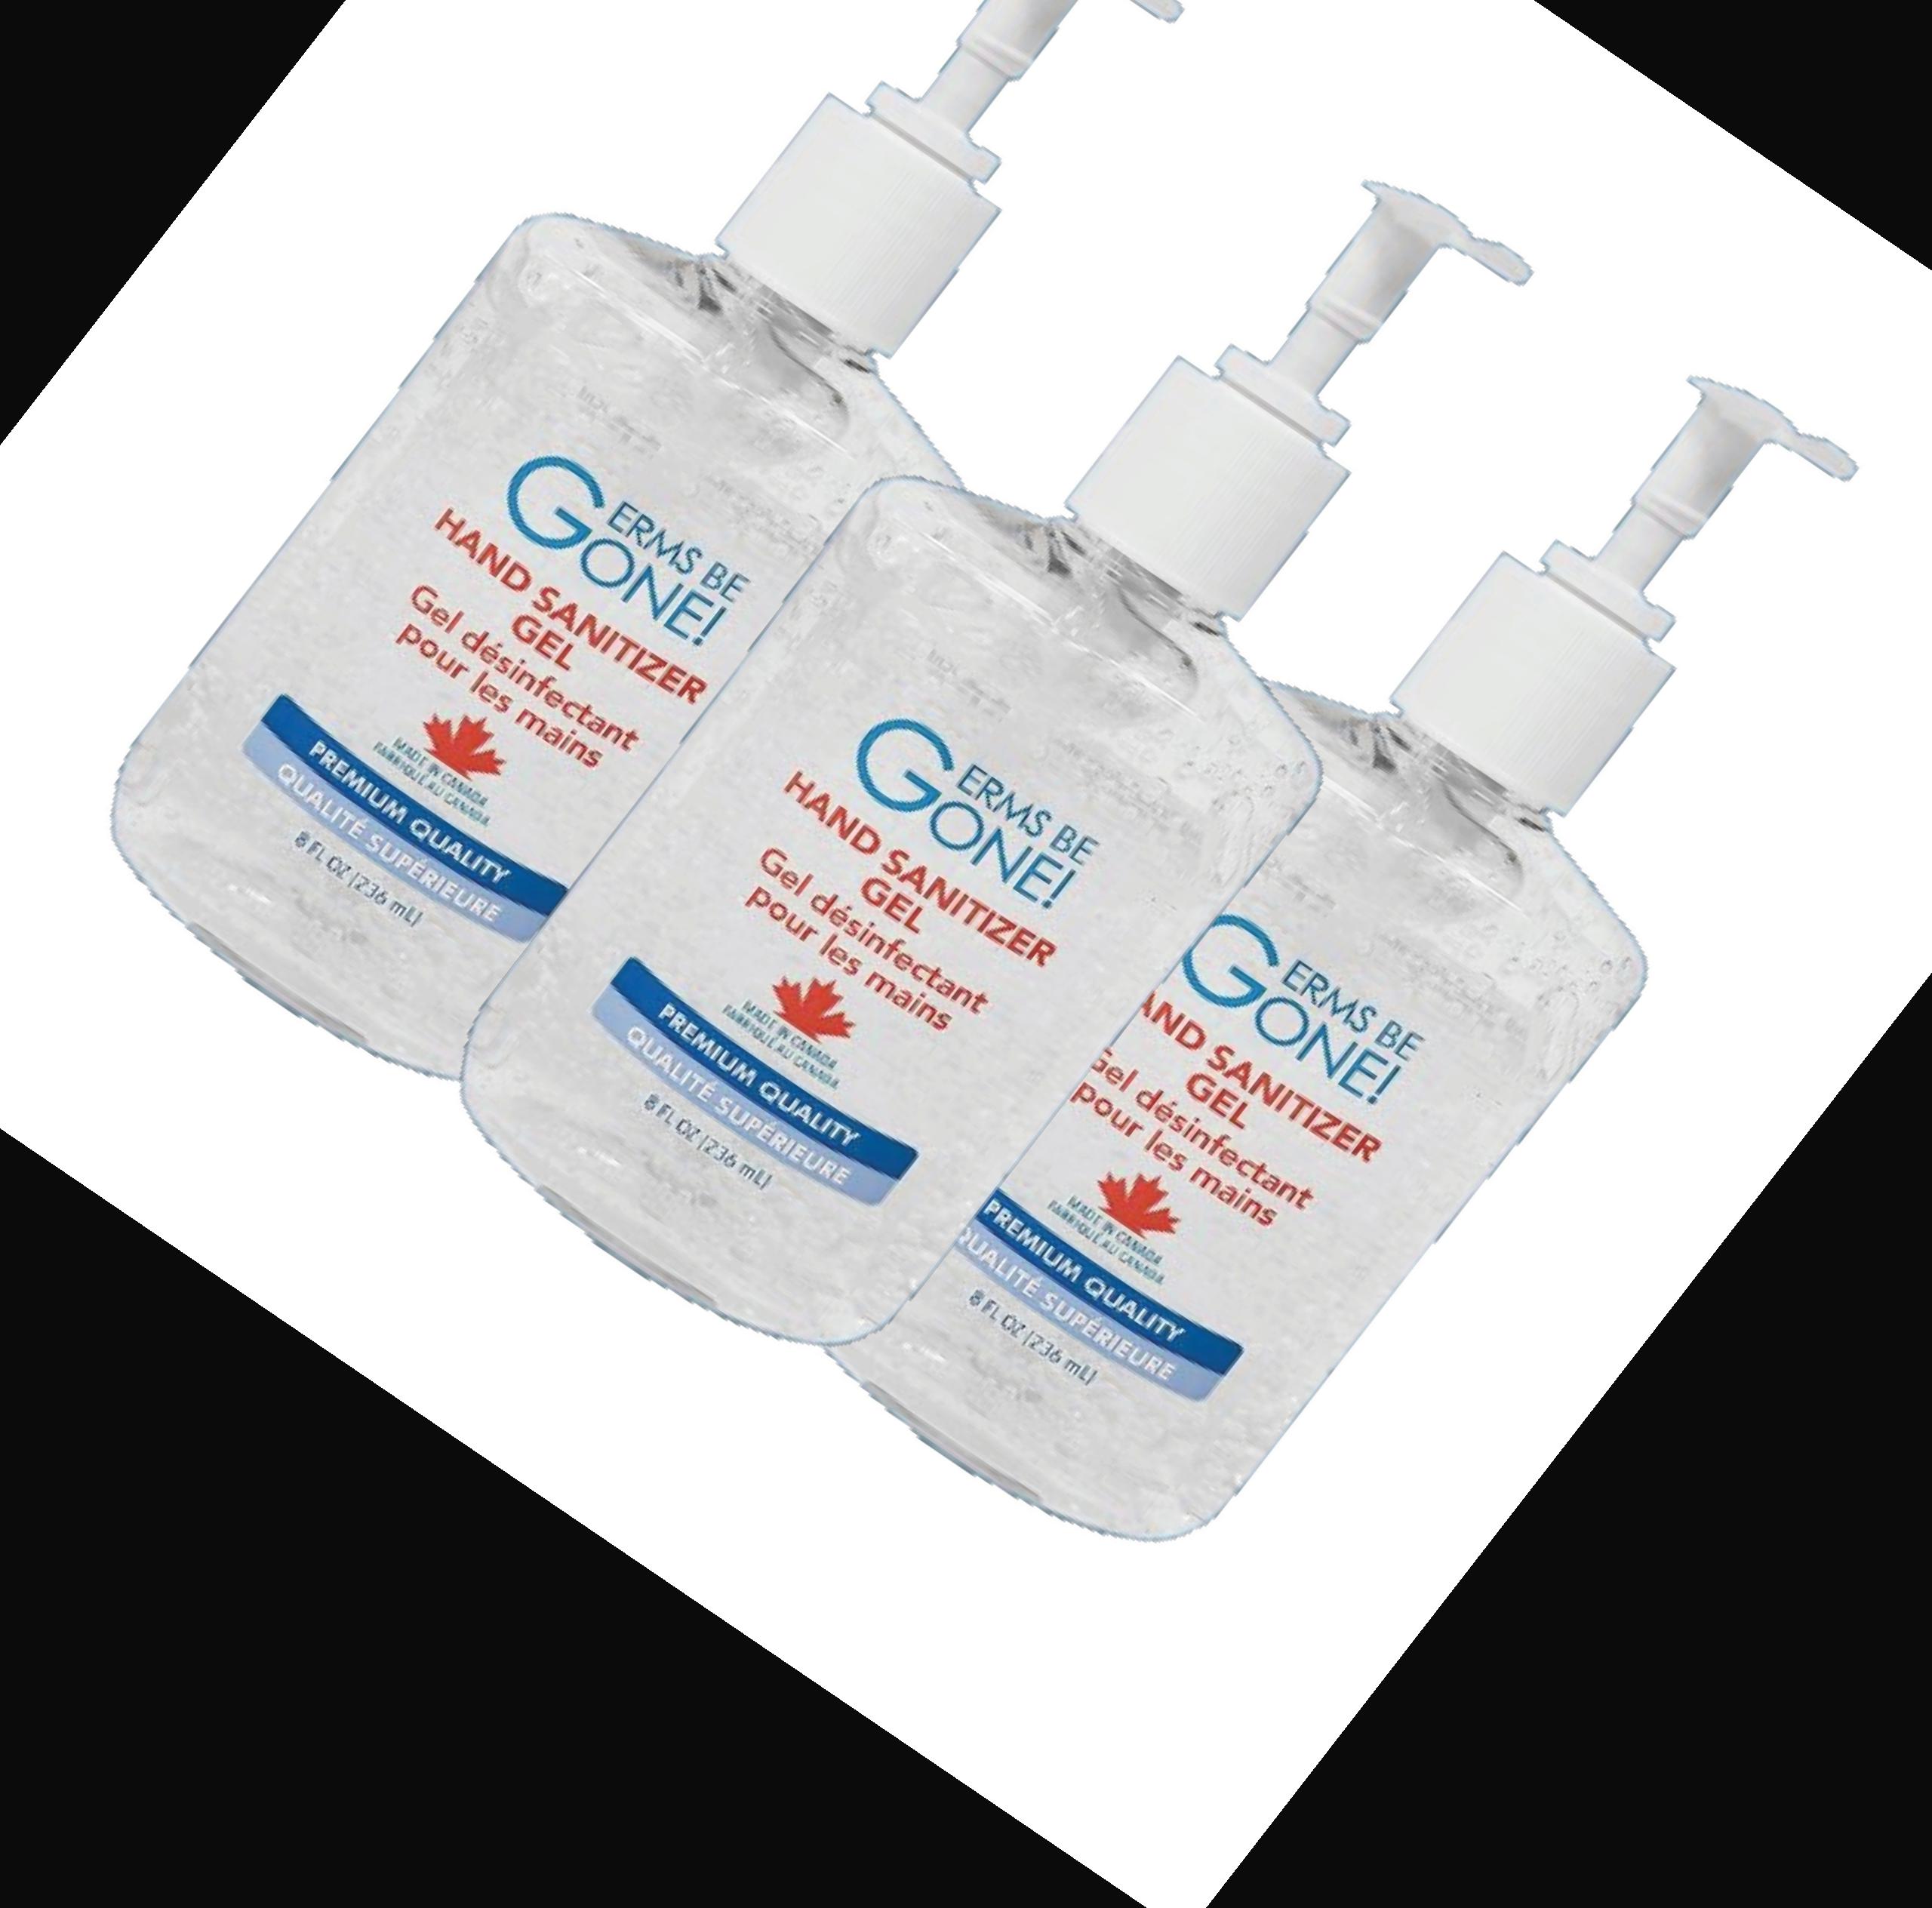 GERMS BE
GONE!
HAND SANITIZER
GEL
Gel désinfectant
pour les mains
MADE IN CANADA
FABRIQUÉ AU CANADA
PREMIUM QUALITY
QUALITÉ SUPÉRIEURE
8 FL OZ (236 mL)
GERMS BE
GONE!
HAND SANITIZER
GEL
Gel désinfectant
pour les mains
MADE IN CANADA
FABRIQUÉ AU CANADA
PREMIUM QUALITY
QUALITÉ SUPÉRIEURE
8 FL OZ (236 mL)
GERMS BE
GONE!
AND SANITIZER
GEL
Gel désinfectant
pour les mains
MADE IN CANADA
FABRIQUÉ AU CANADA
PREMIUM QUALITY
QUALITÉ SUPÉRIEURE
8 FL OZ (236 mL)